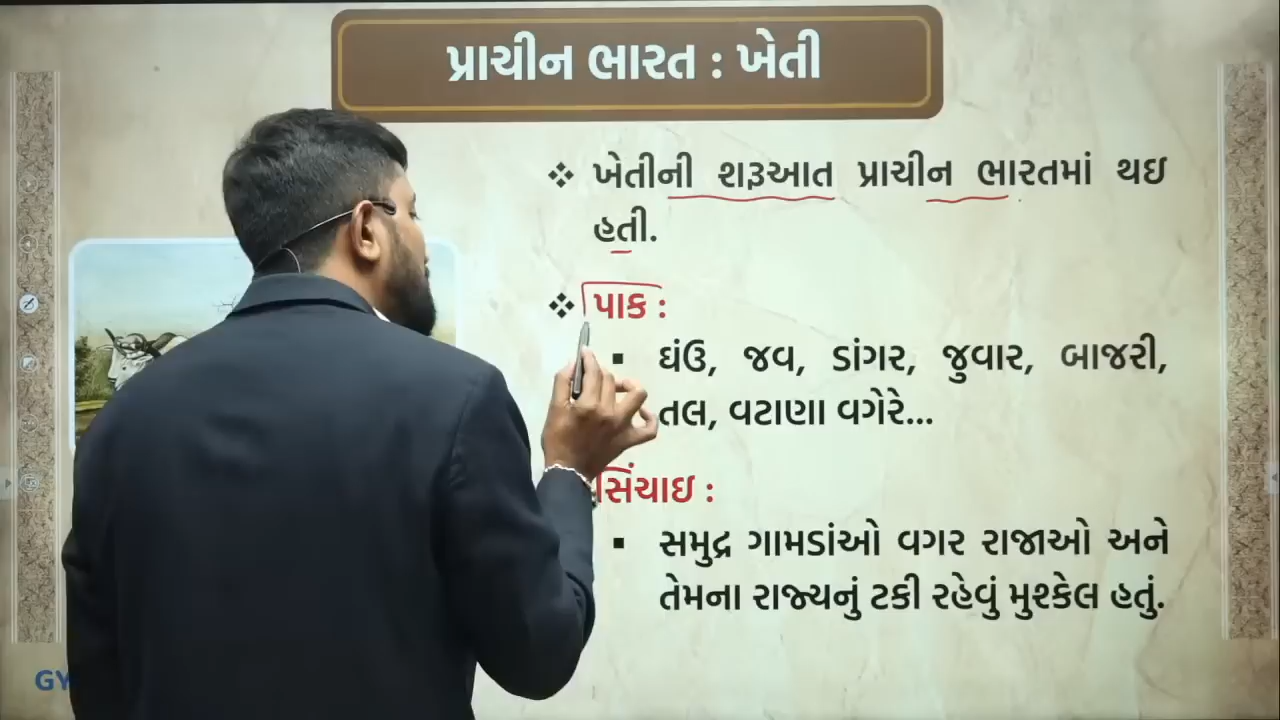 પ્રાચીન ભારત : ખેતી
❖ ખેતીની શરૂઆત પ્રાચીન ભારતમાં થઇ
હતી.
❖ પાક :
▪ ઘંઉ, જવ, ડાંગર, જુવાર, બાજરી,
તલ, વટાણા વગેરે...
સિંચાઇ :
▪ સમુદ્ર ગામડાંઓ વગર રાજાઓ અને
તેમના રાજ્યનું ટકી રહેવું મુશ્કેલ હતું.
GY